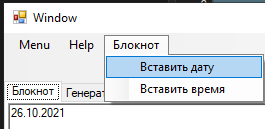 Window
Menu Help Блокнот
Вставить дату
Вставить время
Блокнот Генерат
26.10.2021